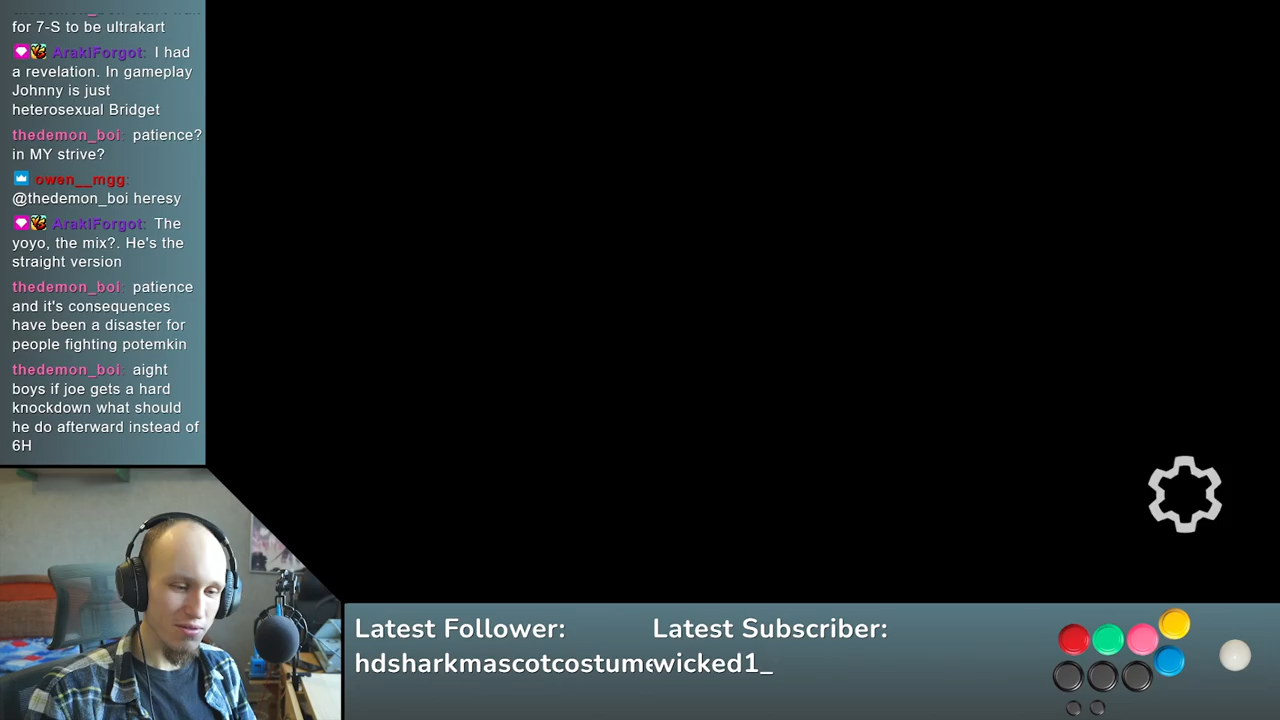 for 7-S to be ultrakart
ArakiForgot: I had
a revelation. In gameplay
Johnny is just
heterosexual Bridget
thedemon_boi: patience?
in MY strive?
owen__mgg:
@thedemon_boi heresy
ArakiForgot: The
yoyo, the mix?. He's the
straight version
thedemon_boi: patience
and it's consequences
have been a disaster for
people fighting potemkin
thedemon_boi: aight
boys if joe gets a hard
knockdown what should
he do afterward instead of
6H
Latest Follower:
hdsharkmascotcostume
Latest Subscriber:
wicked1_